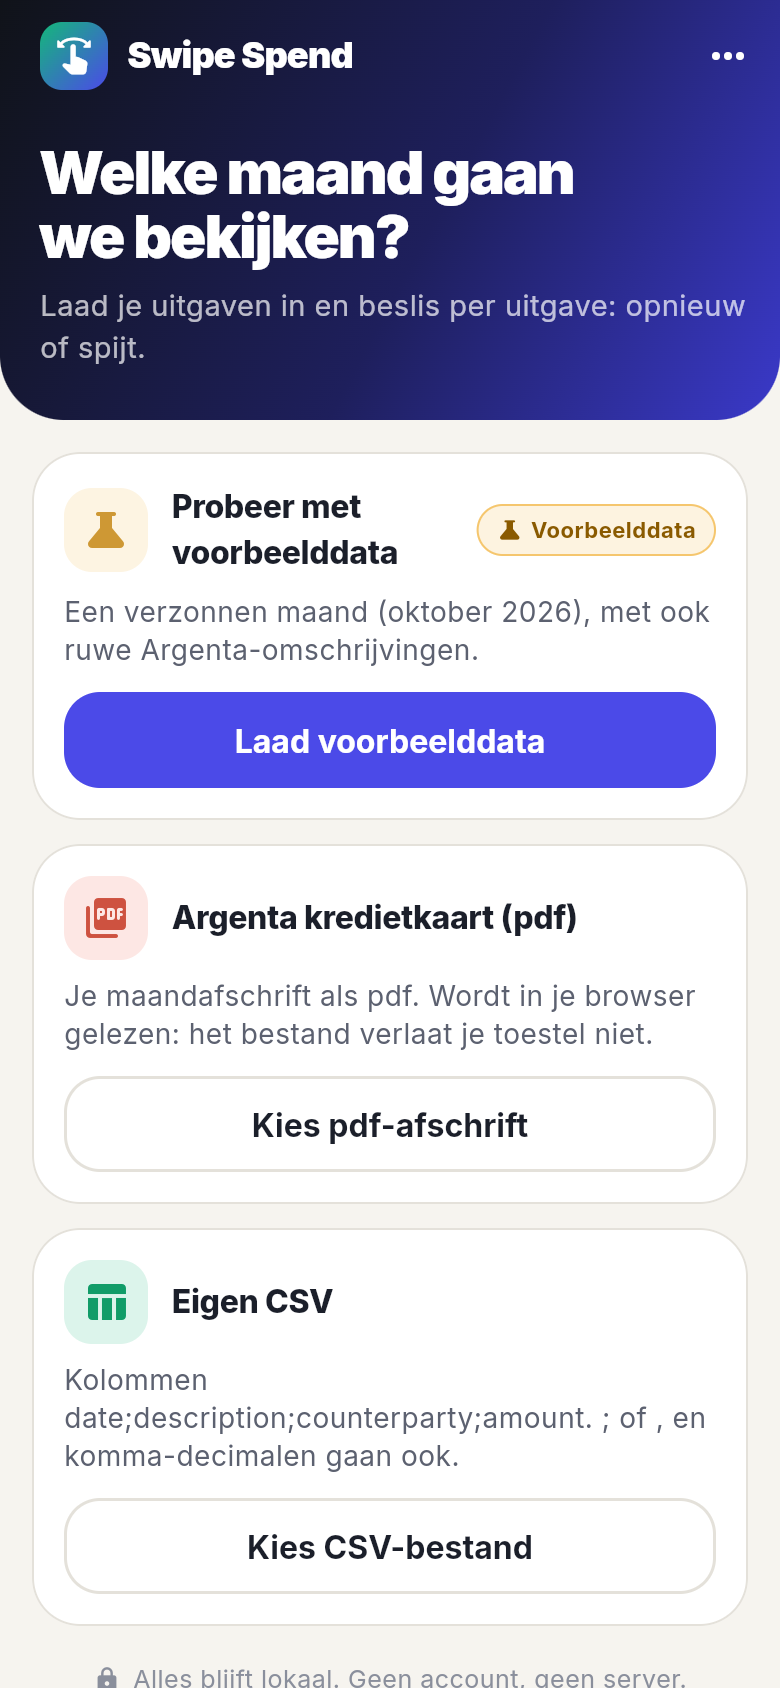 Swipe Spend
Welke maand gaan
we bekijken?
Laad je uitgaven in en beslis per uitgave: opnieuw
of spijt.
Probeer met
voorbeelddata
Voorbeelddata
Een verzonnen maand (oktober 2026), met ook
ruwe Argenta-omschrijvingen.
Laad voorbeelddata
PDF
Argenta kredietkaart (pdf)
Je maandafschrift als pdf. Wordt in je browser
gelezen: het bestand verlaat je toestel niet.
Kies pdf-afschrift
Eigen CSV
Kolommen
date;description;counterparty;amount. ; of , en
komma-decimalen gaan ook.
Kies CSV-bestand
Alles blijft lokaal. Geen account, geen server.